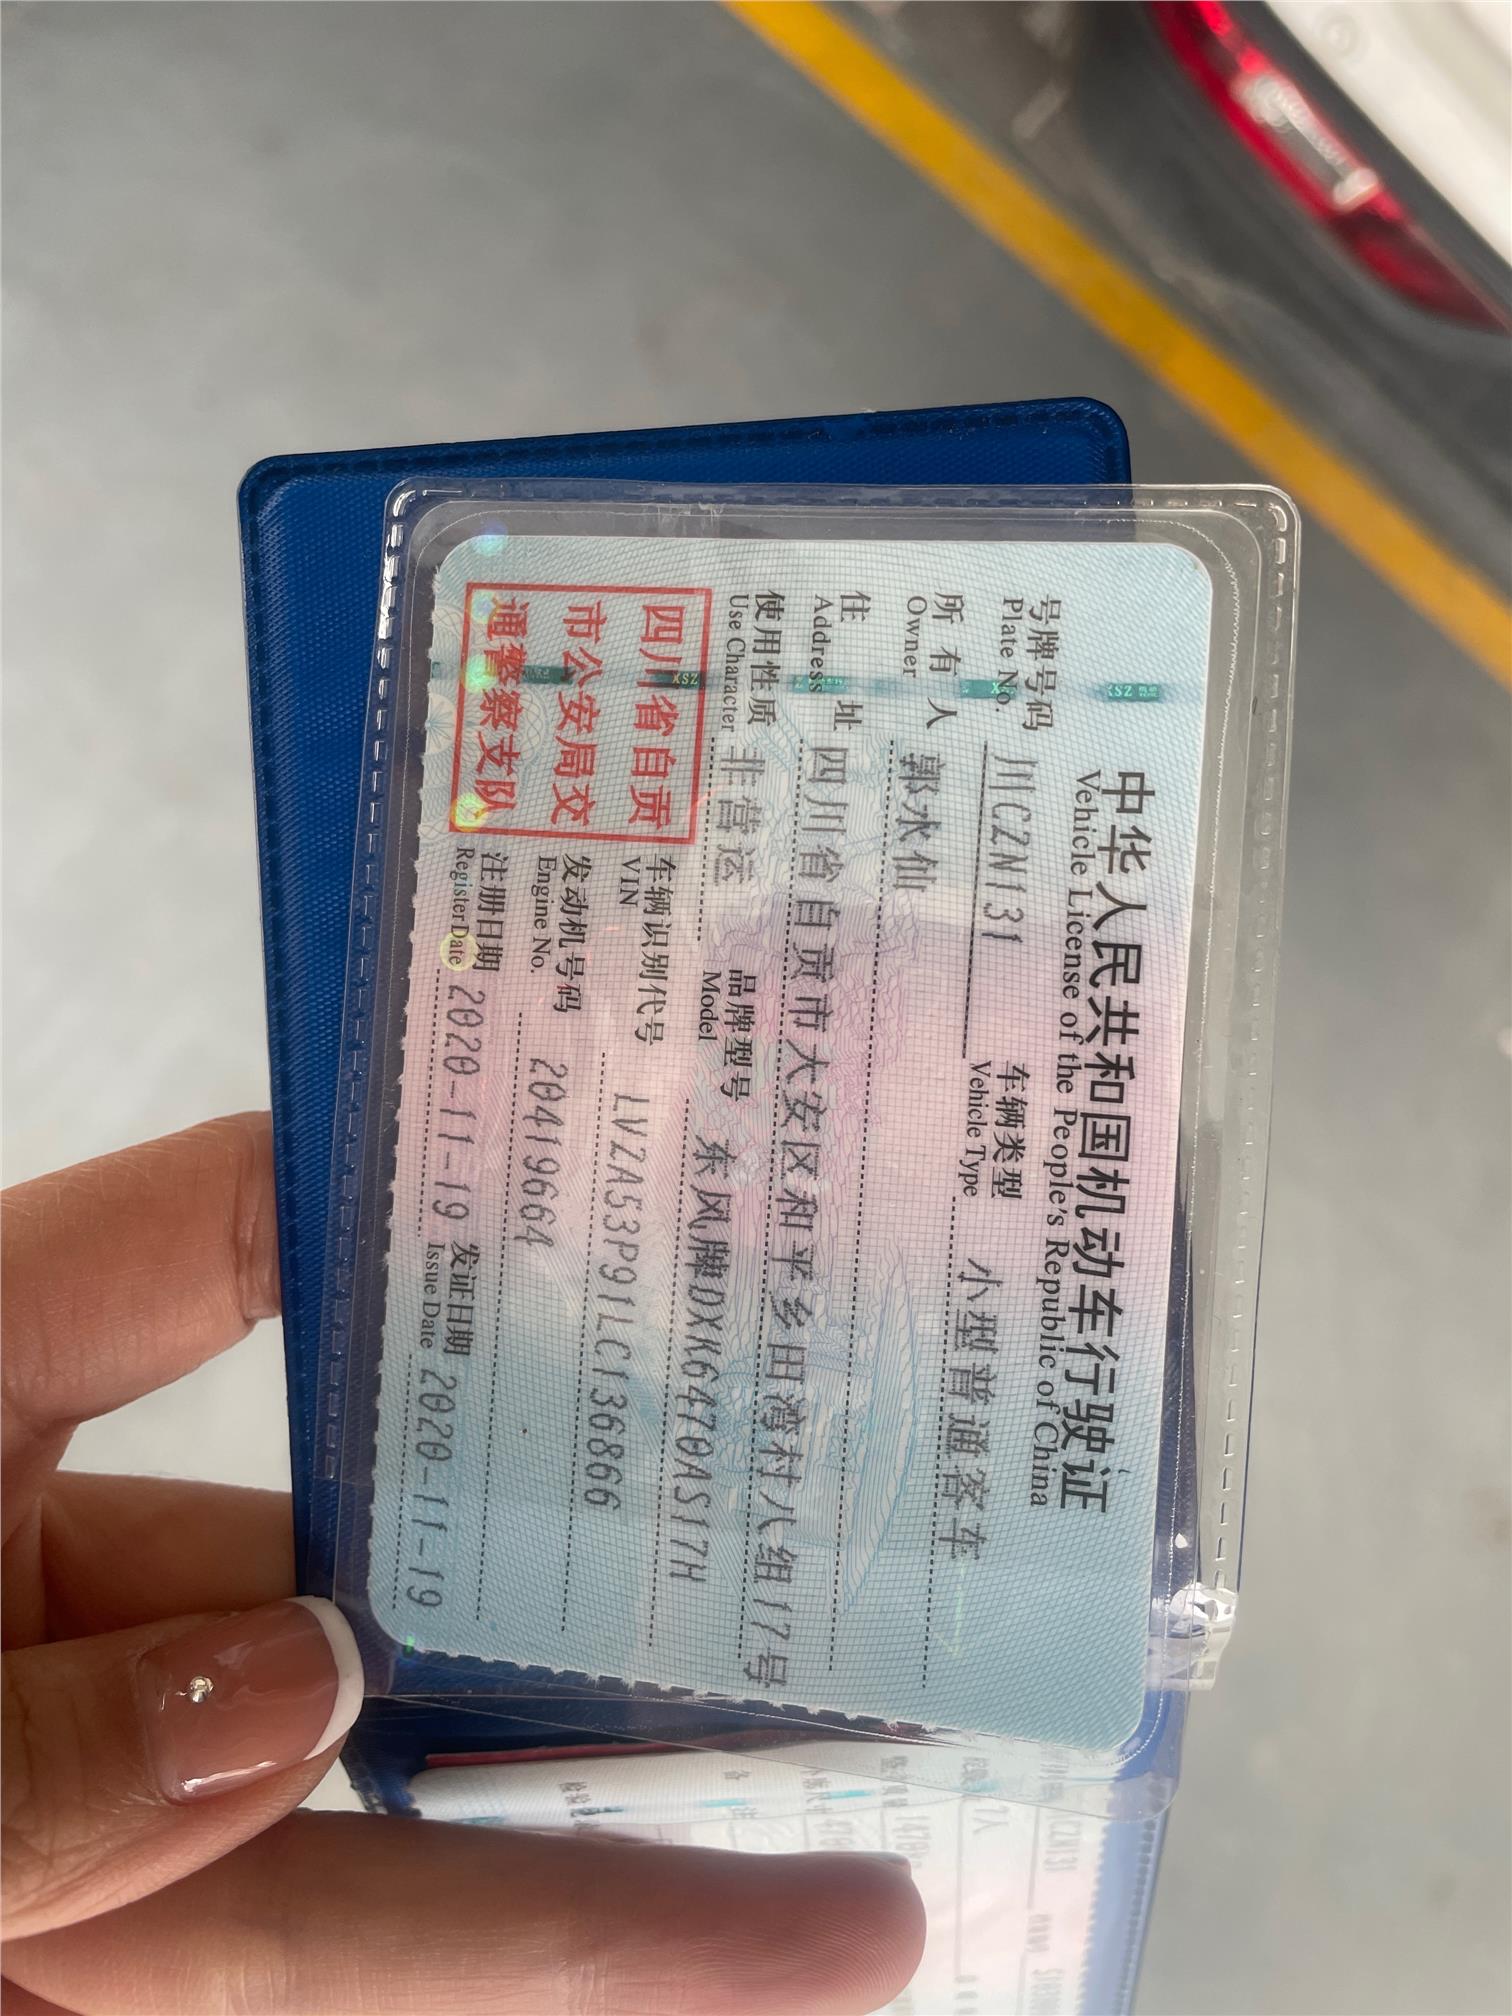 中华人民共和国机动车行驶证
Vehicle License of the People's Republic of China
号牌号码 川CZN131 车辆类型 小型普通客车
Plate No. Vehicle Type
所有人 郭水仙
Owner
住址 四川省自贡市大安区和平乡田湾村八组17号
Address
使用性质 非营运 品牌型号 东风牌DXK6470AS17H
Use Character Model
四川省自贡
市公安局交
通警察支队
车辆识别代号 LVZA53P91LC136866
VIN
发动机号码 20419664
Engine No.
注册日期 2020-11-19 发证日期 2020-11-19
Register Date Issue Date